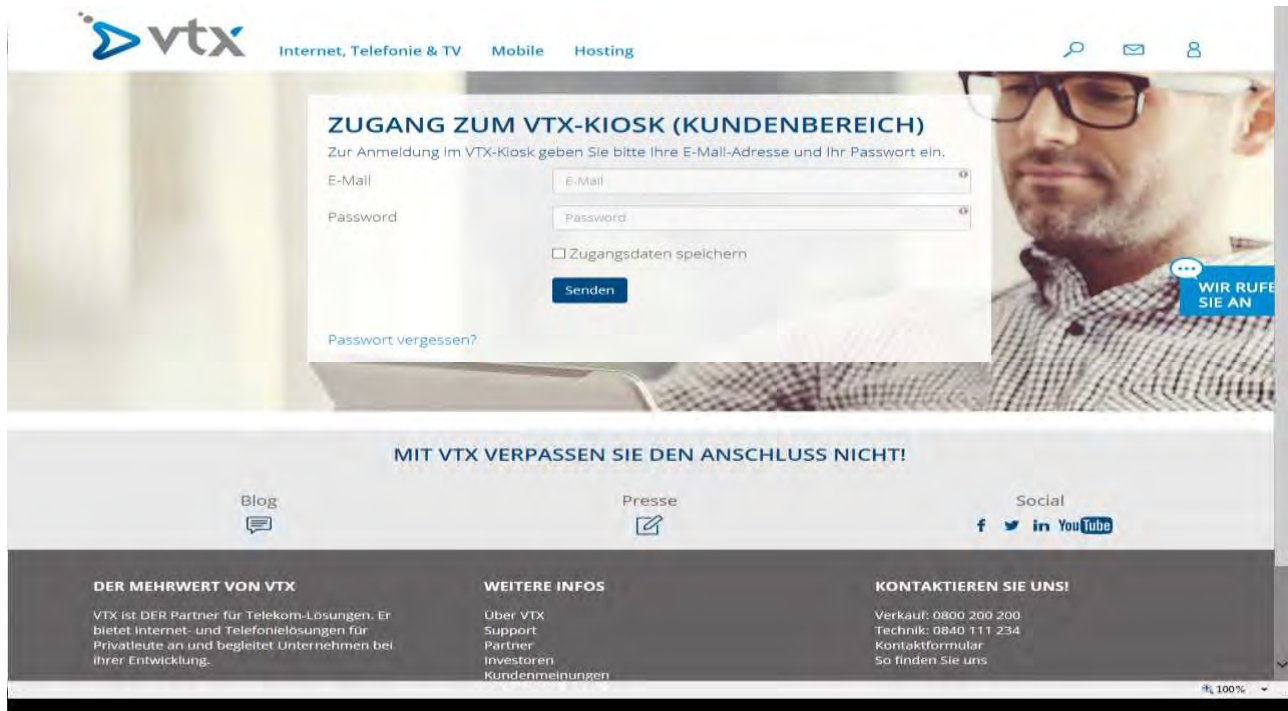 vtx
Internet, Telefonie & TV Mobile Hosting
ZUGANG ZUM VTX-KIOSK (KUNDENBEREICH)
Zur Anmeldung im VTX-Kiosk geben Sie bitte Ihre E-Mail-Adresse und Ihr Passwort ein.
E-Mail E-Mail
Password Password
Zugangsdaten speichern
Senden
WIR RUFE
SIE AN
Passwort vergessen?
MIT VTX VERPASSEN SIE DEN ANSCHLUSS NICHT!
Blog Presse Social
f in YouTube
DER MEHRWERT VON VTX
VTX ist DER Partner für Telekom-Lösungen. Er
bietet Internet- und Telefonielösungen für
Privatleute an und begleitet Unternehmen bei
ihrer Entwicklung.
WEITERE INFOS
Über VTX
Support
Partner
Investoren
Kundenmeinungen
KONTAKTIEREN SIE UNS!
Verkauf: 0800 200 200
Technik: 0840 111 234
Kontaktformular
So finden Sie uns
100%